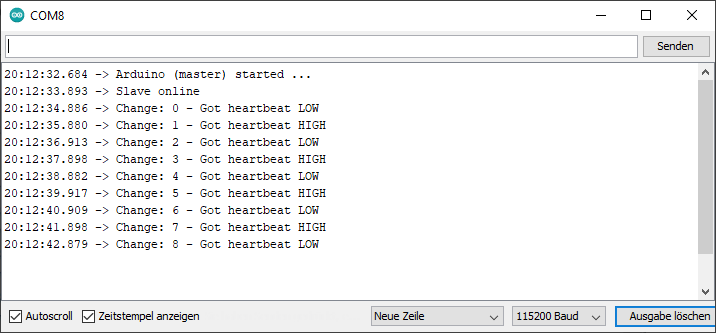 COM8
Senden
20:12:32.684 -> Arduino (master) started ...
20:12:33.893 -> Slave online
20:12:34.886 -> Change: 0 - Got heartbeat LOW
20:12:35.880 -> Change: 1 - Got heartbeat HIGH
20:12:36.913 -> Change: 2 - Got heartbeat LOW
20:12:37.898 -> Change: 3 - Got heartbeat HIGH
20:12:38.882 -> Change: 4 - Got heartbeat LOW
20:12:39.917 -> Change: 5 - Got heartbeat HIGH
20:12:40.909 -> Change: 6 - Got heartbeat LOW
20:12:41.898 -> Change: 7 - Got heartbeat HIGH
20:12:42.879 -> Change: 8 - Got heartbeat LOW
Autoscroll Zeitstempel anzeigen Neue Zeile 115200 Baud Ausgabe löschen